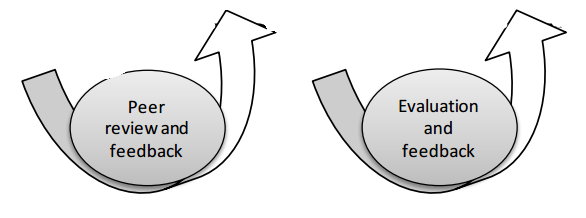 Peer
review and
feedback
Evaluation
and
feedback